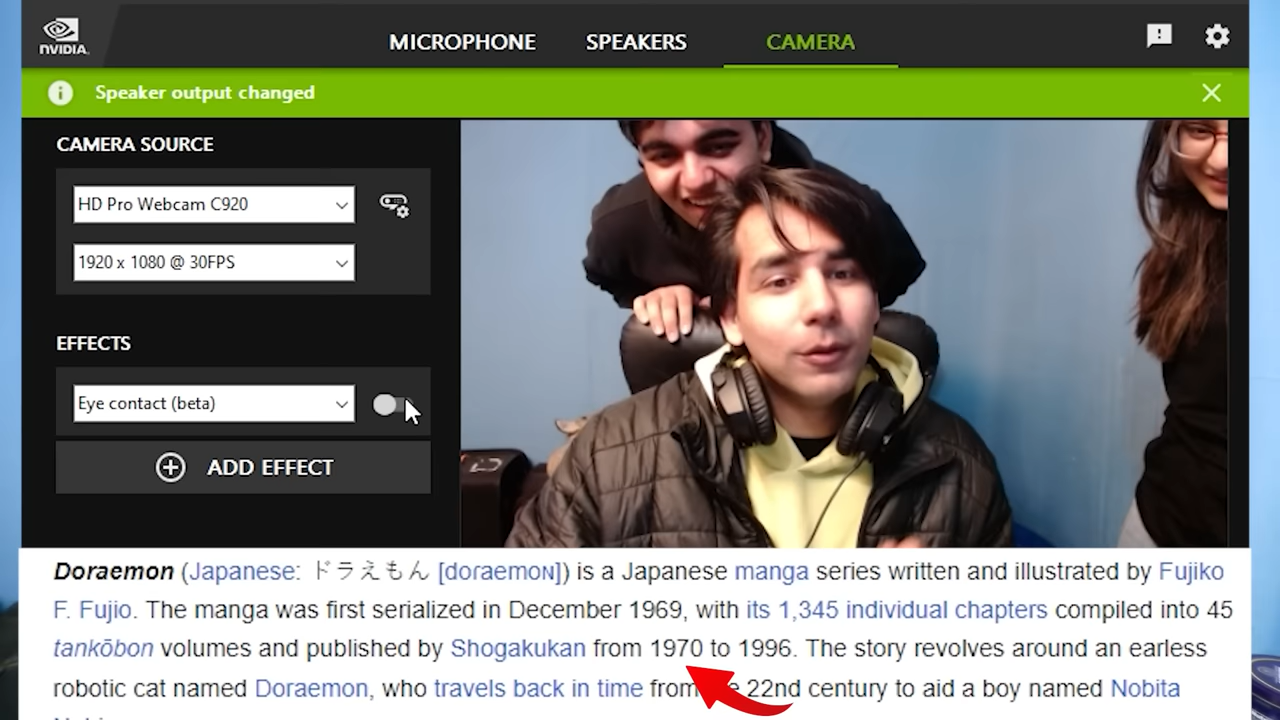 NVIDIA.
MICROPHONE SPEAKERS CAMERA
Speaker output changed
CAMERA SOURCE
HD Pro Webcam C920
1920 x 1080 @ 30FPS
EFFECTS
Eye contact (beta)
ADD EFFECT
Doraemon (Japanese: ドラえもん [doɾaemoɴ]) is a Japanese manga series written and illustrated by Fujiko
F. Fujio. The manga was first serialized in December 1969, with its 1,345 individual chapters compiled into 45
tankōbon volumes and published by Shogakukan from 1970 to 1996. The story revolves around an earless
robotic cat named Doraemon, who travels back in time from 22nd century to aid a boy named Nobita